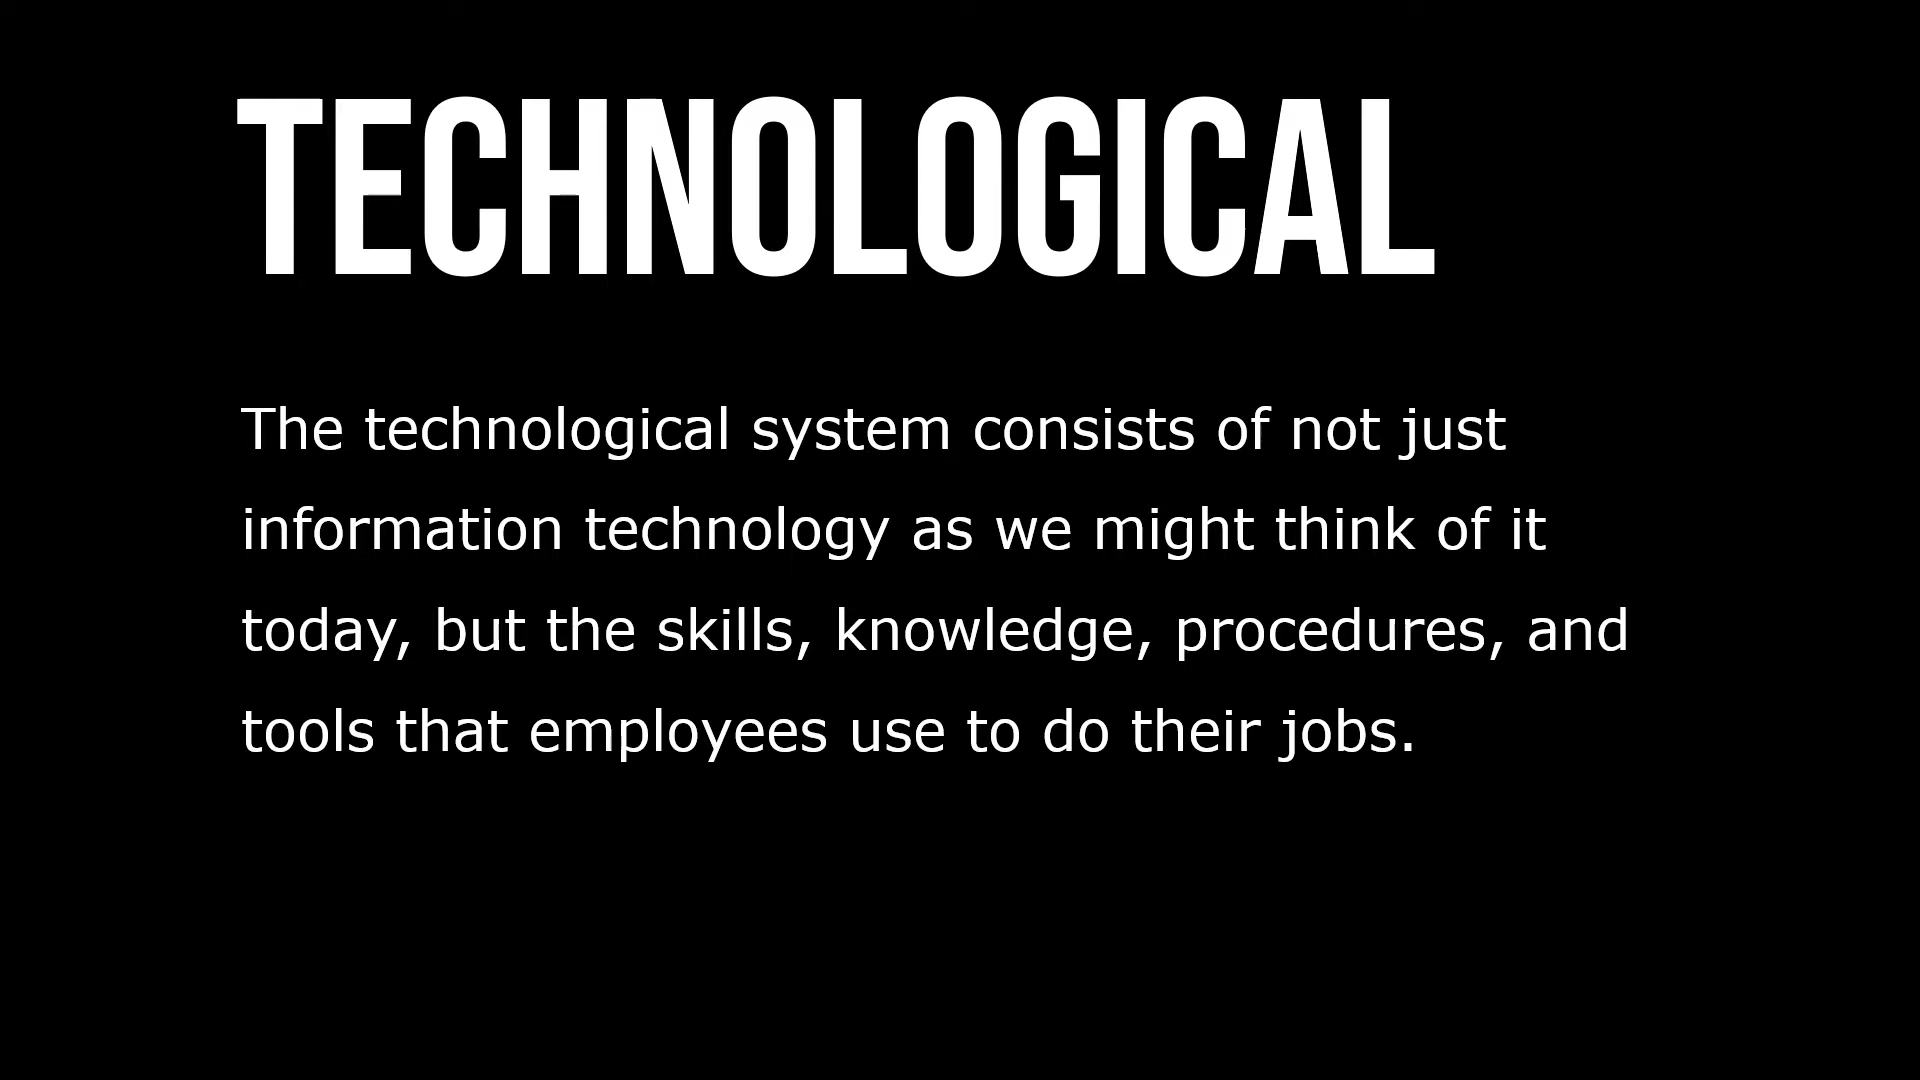 TECHNOLOGICAL
The technological system consists of not just
information technology as we might think of it
today, but the skills, knowledge, procedures, and
tools that employees use to do their jobs.